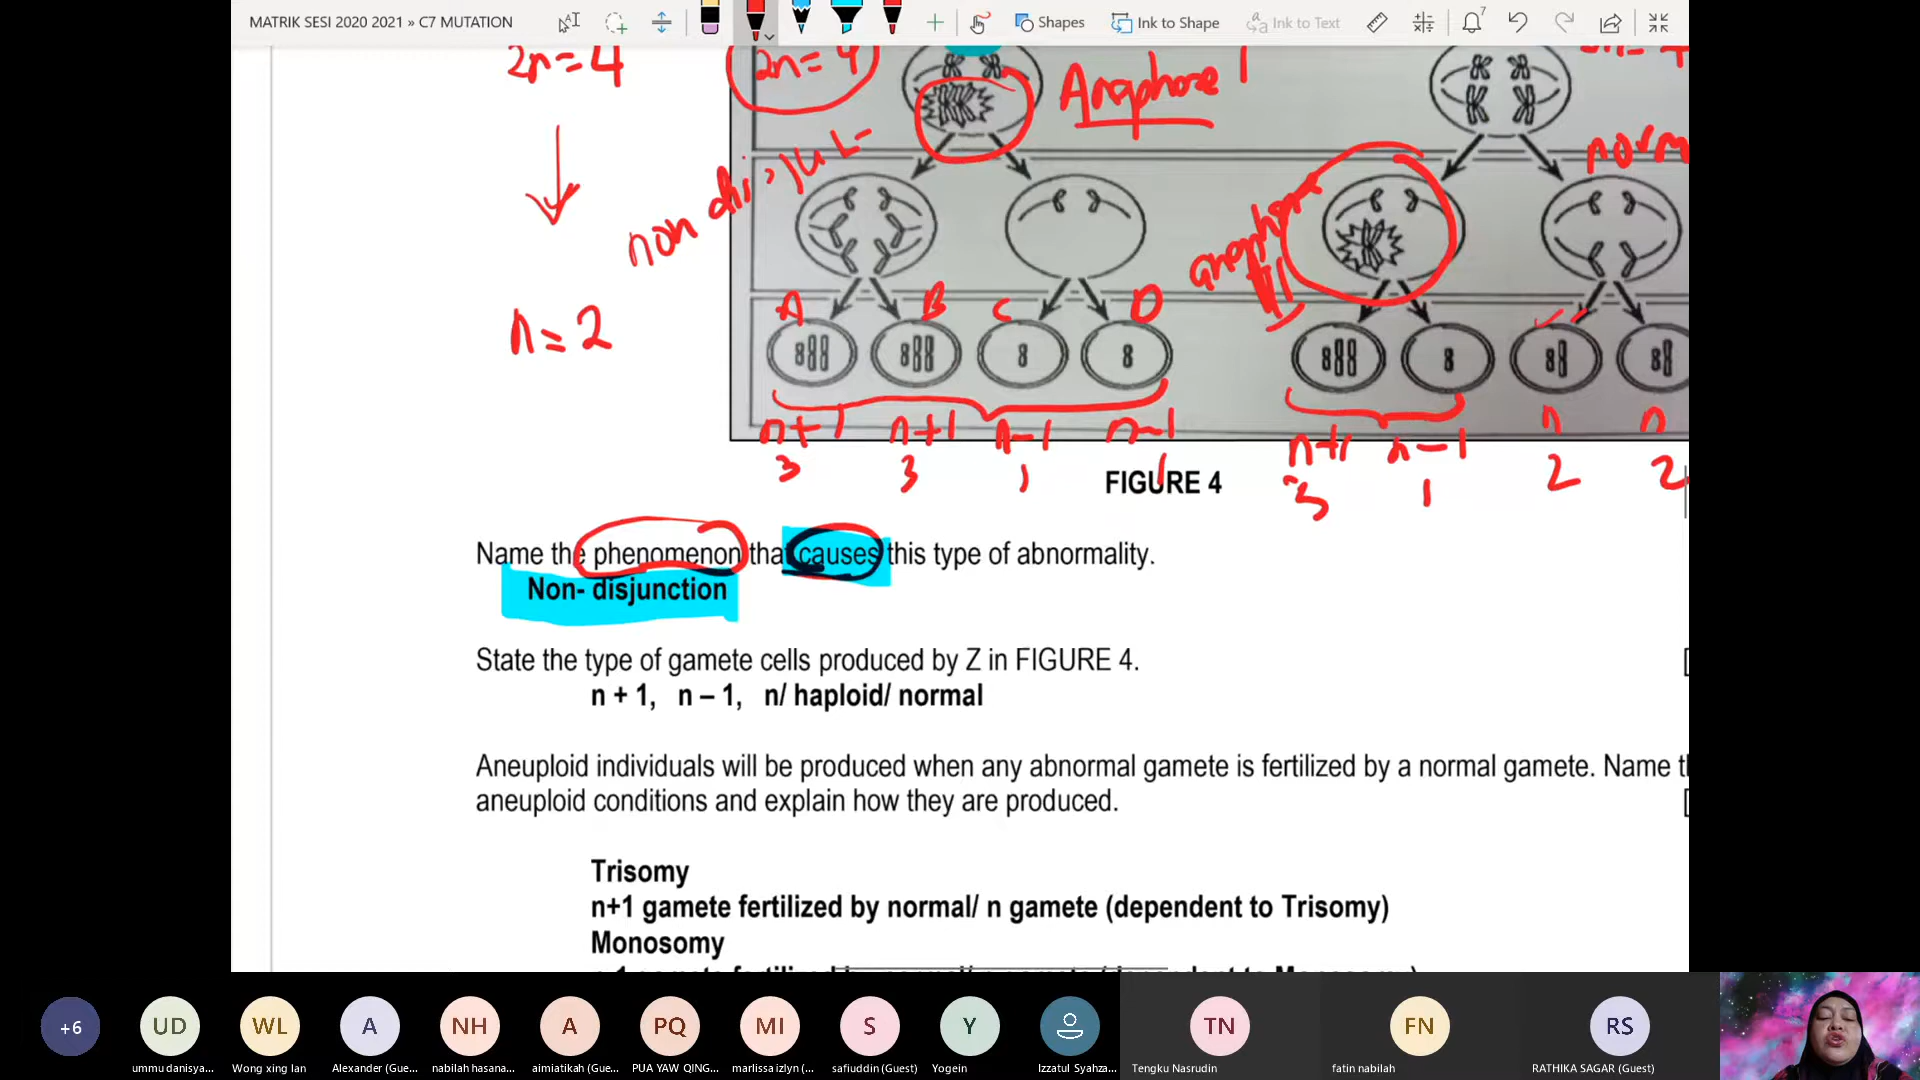 MATRIK SESI 2020 2021 » C7 MUTATION
Shapes
Ink to Shape
Ink to Text
7
2n=4
2n=4
Anaphase 1
norm
non
anaphase
II
n=2
A B C D
n+1 n+1 n-1 n-1
3 3 1 1
n+1 n-1 n n
3 1 2 2
FIGURE 4
Name the phenomenon that causes this type of abnormality.
Non- disjunction
State the type of gamete cells produced by Z in FIGURE 4.
n + 1, n – 1, n/ haploid/ normal
Aneuploid individuals will be produced when any abnormal gamete is fertilized by a normal gamete. Name
aneuploid conditions and explain how they are produced.
Trisomy
n+1 gamete fertilized by normal/ n gamete (dependent to Trisomy)
Monosomy
+6 UD WL A NH A PQ MI S Y TN FN RS
ummu danisya... Wong xing lan Alexander (Gue... nabilah hasana... aimiatikah (Gue... PUA YAW QING... marlissa izlyn (... safiuddin (Guest) Yogein Izzatul Syahza... Tengku Nasrudin fatin nabilah RATHIKA SAGAR (Guest)